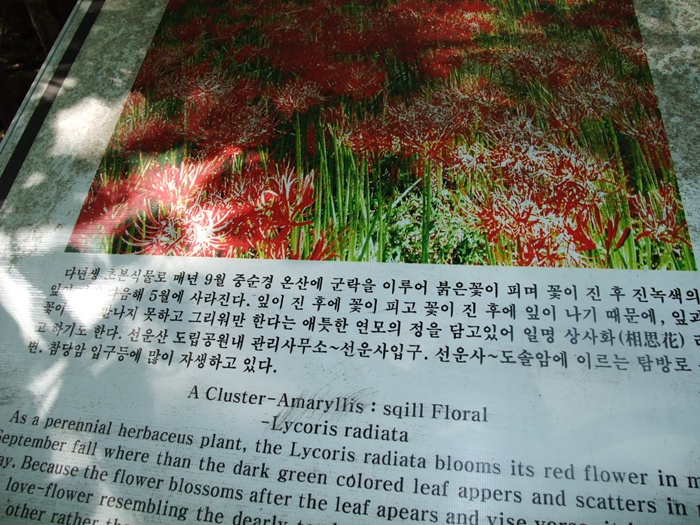 다년생 초본식물로 매년 9월 중순경 온산에 군락을 이루어 붉은꽃이 피며 꽃이 진 후 진녹색의
다음해 5월에 사라진다. 잎이 진 후에 꽃이 피고 꽃이 진 후에 잎이 나기 때문에, 잎과
꽃이 만나지 못하고 그리워만 한다는 애틋한 연모의 정을 담고있어 일명 상사화(相思花)
고 하기도 한다. 선운산 도립공원내 관리사무소~선운사입구. 선운사~도솔암에 이르는 탐방로
변. 참당암 입구등에 많이 자생하고 있다.
A Cluster-Amaryllis : sqill Floral
-Lycoris radiata
As a perennial herbaceus plant, the Lycoris radiata blooms its red flower in
September fall where than the dark green colored leaf appers and scatters in
ay. Because the flower blossoms after the leaf apears and vise
love-flower resembling the dearly
other rather